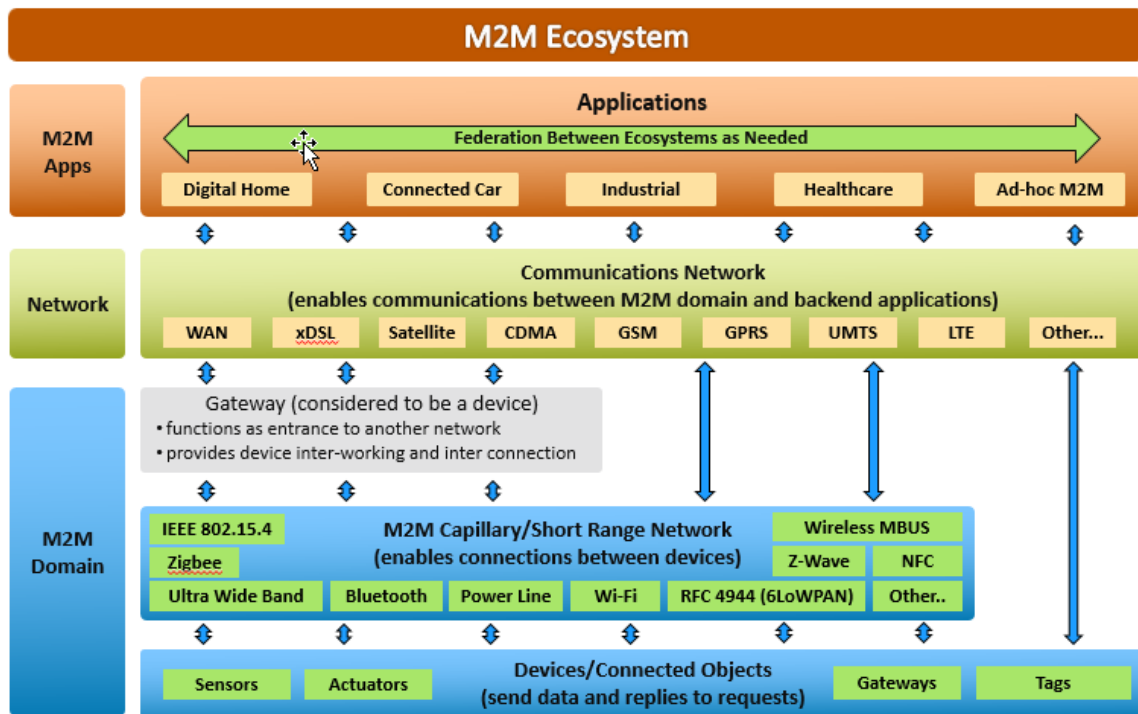 M2M Ecosystem
M2M
Apps
Applications
Federation Between Ecosystems as Needed
Digital Home
Connected Car
Industrial
Healthcare
Ad-hoc M2M
Network
Communications Network
(enables communications between M2M domain and backend applications)
WAN
xDSL
Satellite
CDMA
GSM
GPRS
UMTS
LTE
Other...
M2M
Domain
Gateway (considered to be a device)
• functions as entrance to another network
• provides device inter-working and inter connection
IEEE 802.15.4
M2M Capillary/Short Range Network
(enables connections between devices)
Wireless MBUS
Zigbee
Z-Wave
NFC
Ultra Wide Band
Bluetooth
Power Line
Wi-Fi
RFC 4944 (6LoWPAN)
Other..
Sensors
Actuators
Devices/Connected Objects
(send data and replies to requests)
Gateways
Tags